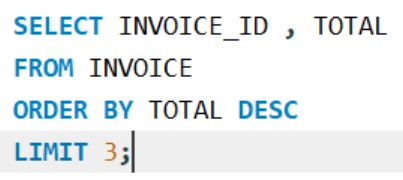 SELECT INVOICE_ID , TOTAL
FROM INVOICE
ORDER BY TOTAL DESC
LIMIT 3;